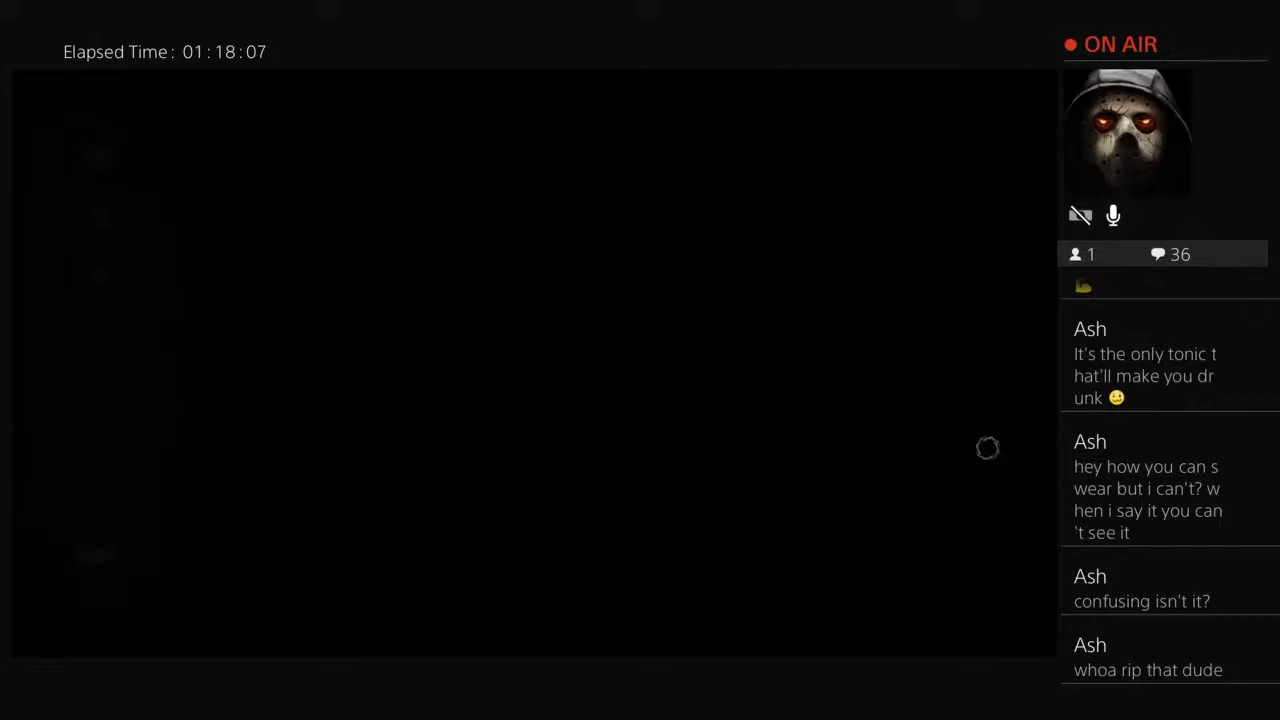 Elapsed Time: 01:18:07
ON AIR
1 36
Ash
It's the only tonic t
hat'll make you dr
unk 🥴
Ash
hey how you can s
wear but i can't? w
hen i say it you can
't see it
Ash
confusing isn't it?
Ash
whoa rip that dude